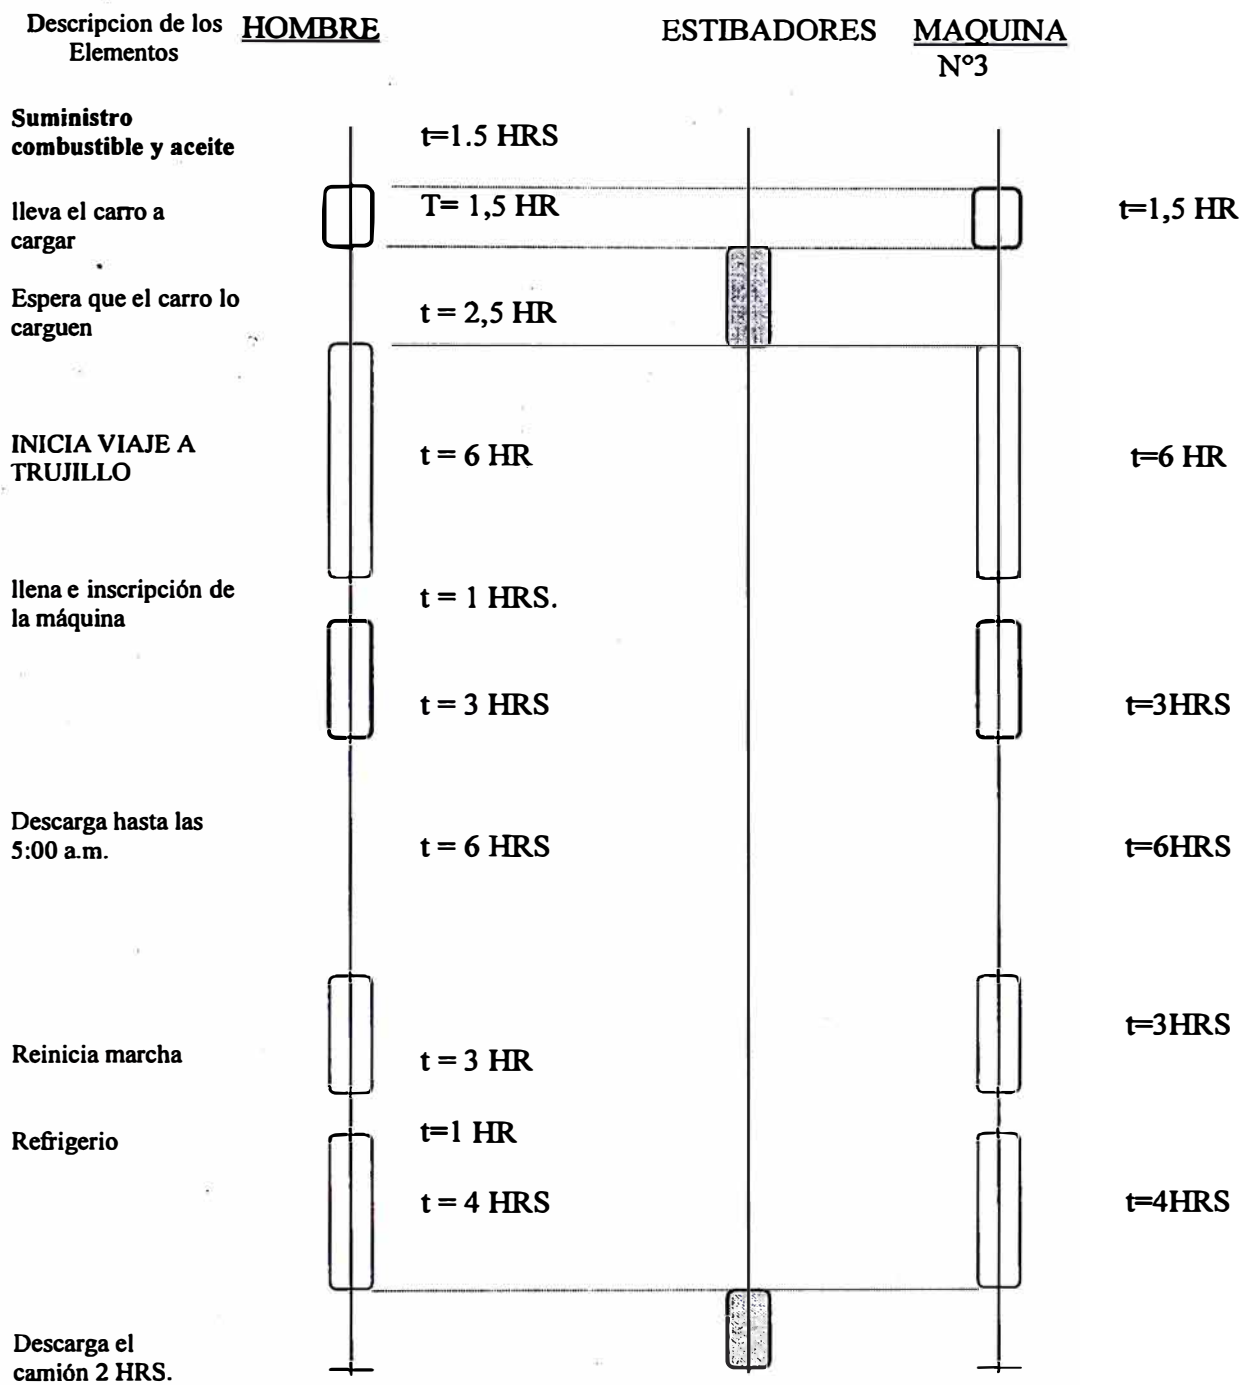 Descripcion de los HOMBRE ESTIBADORES MAQUINA
Elementos N°3
Suministro
combustible y aceite t=1.5 HRS
lleva el carro a T= 1,5 HR t=1,5 HR
cargar
Espera que el carro lo
carguen t = 2,5 HR
INICIA VIAJE A t = 6 HR t=6 HR
TRUJILLO
llena e inscripción de t = 1 HRS.
la máquina
t = 3 HRS t=3HRS
Descarga hasta las
5:00 a.m. t = 6 HRS t=6HRS
t=3HRS
Reinicia marcha t = 3 HR
Refrigerio t=1 HR
t = 4 HRS t=4HRS
Descarga el
camión 2 HRS.